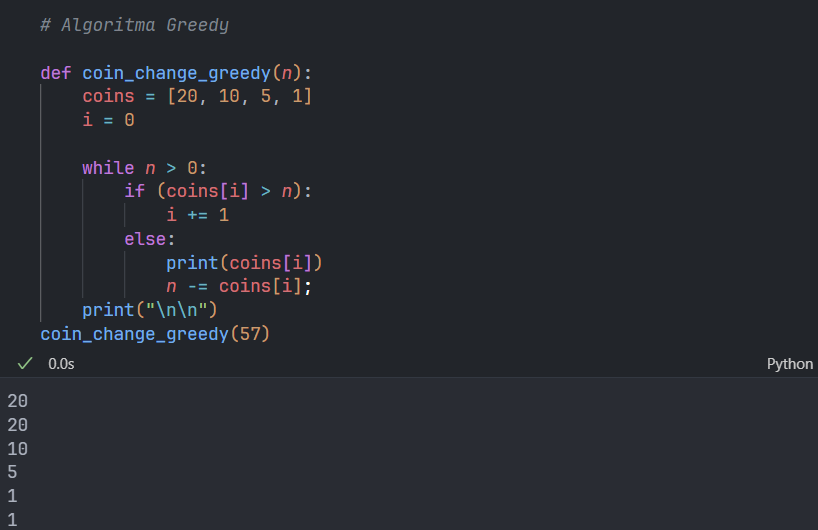 # Algoritma Greedy
def coin_change_greedy(n):
    coins = [20, 10, 5, 1]
    i = 0
    while n > 0:
        if (coins[i] > n):
            i += 1
        else:
            print(coins[i])
            n -= coins[i];
    print("\n\n")
coin_change_greedy(57)
0.0s Python
20
20
10
5
1
1